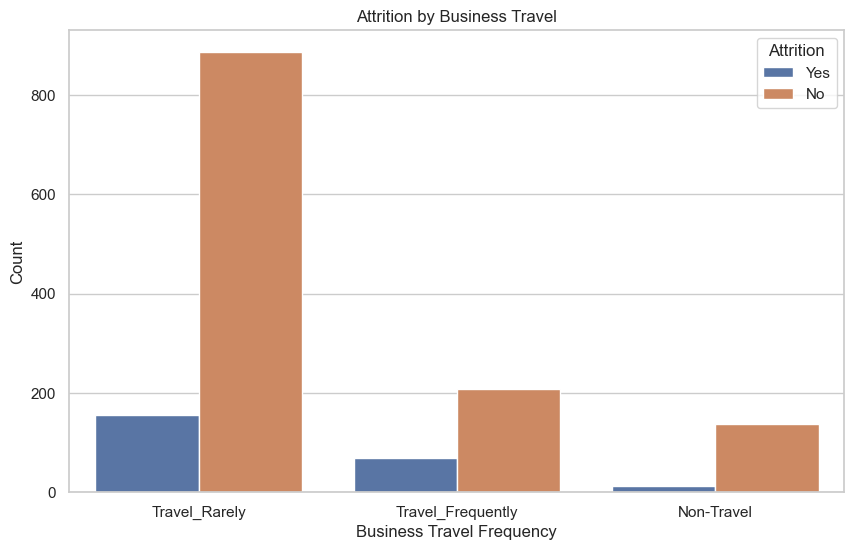 Attrition by Business Travel
Attrition
Yes
No
800
600
400
200
0
Count
Travel_Rarely
Travel_Frequently
Non-Travel
Business Travel Frequency